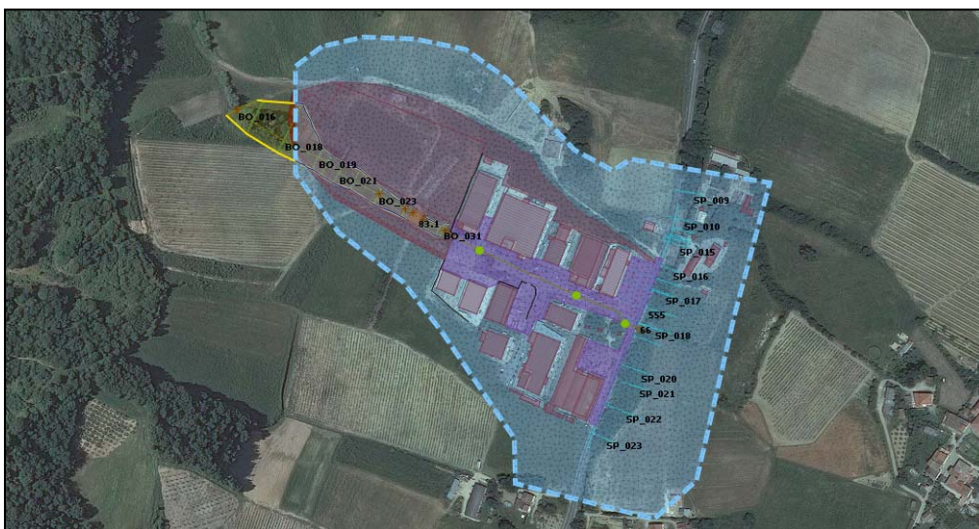 BO_016
BO_018
BO_019
BO_021
BO_023
83.1
BO_031
SP_009
SP_010
SP_015
SP_016
SP_017
555
66
SP_018
SP_020
SP_021
SP_022
SP_023